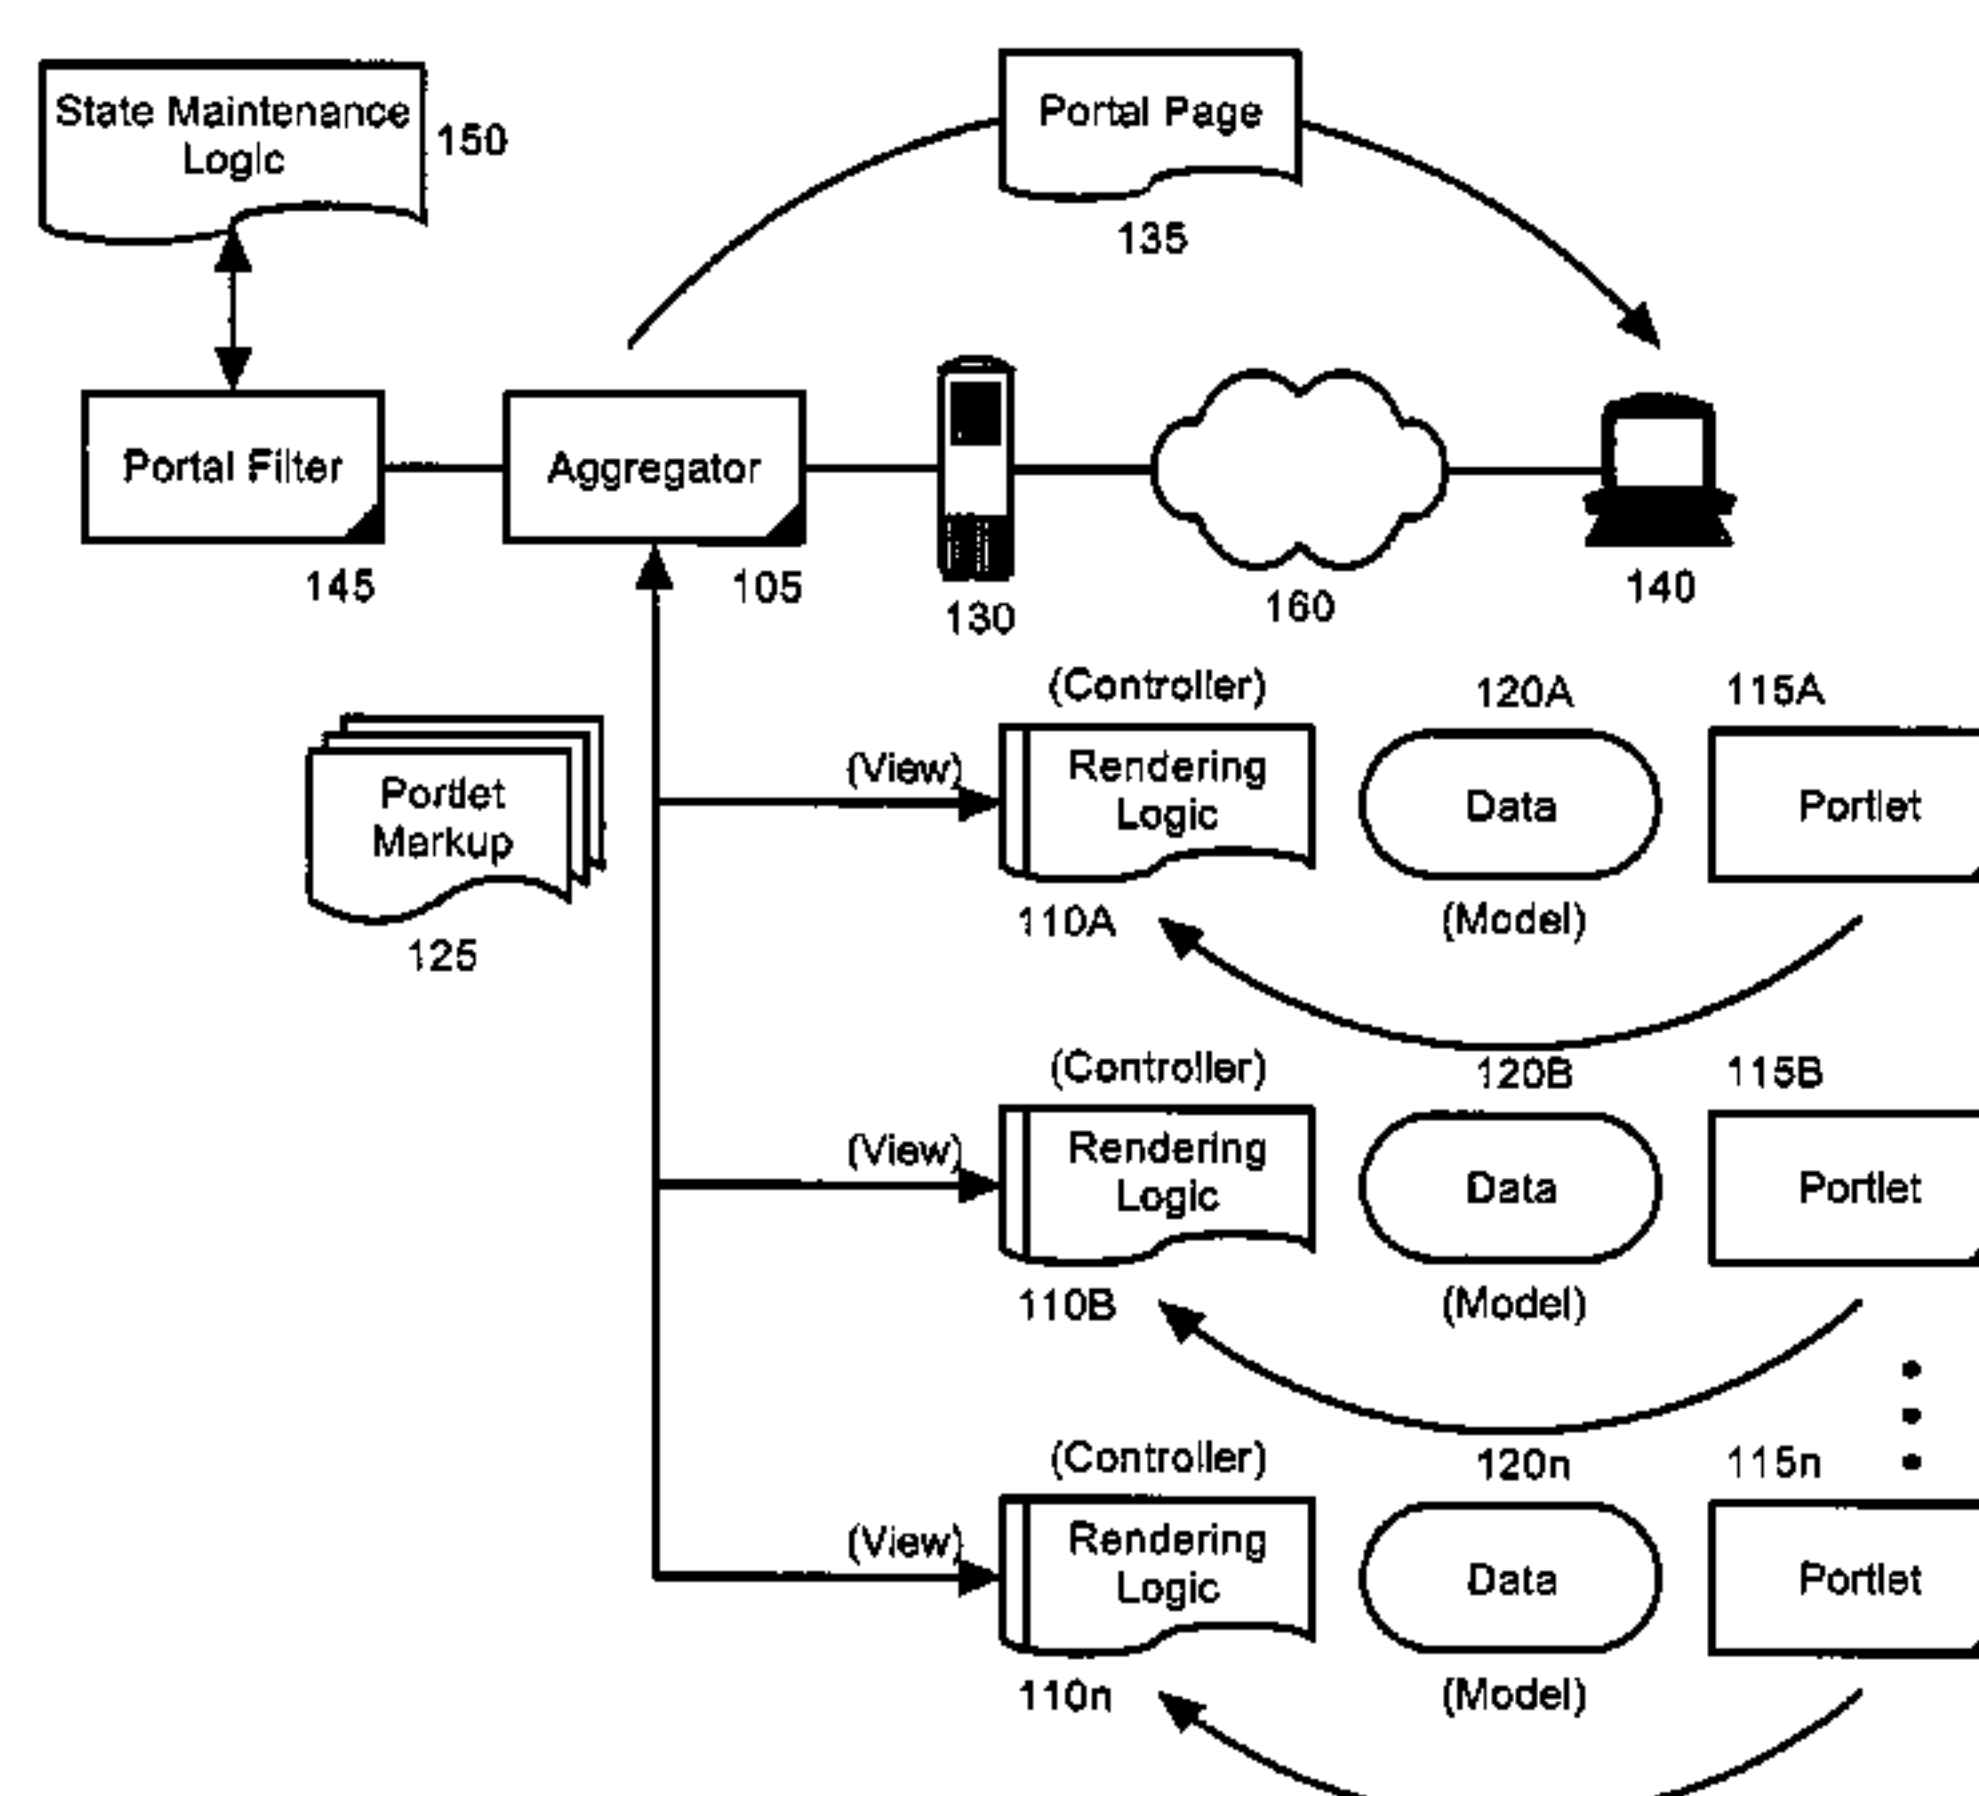 State Maintenance
Logic
150
Portal Page
135
Portal Filter
145
Aggregator
105
130
160
140
Portlet
Markup
125
(Controller)
120A
115A
(View)
Rendering
Logic
Data
Portlet
110A
(Model)
(Controller)
120B
115B
(View)
Rendering
Logic
Data
Portlet
110B
(Model)
(Controller)
120n
115n
(View)
Rendering
Logic
Data
Portlet
110n
(Model)